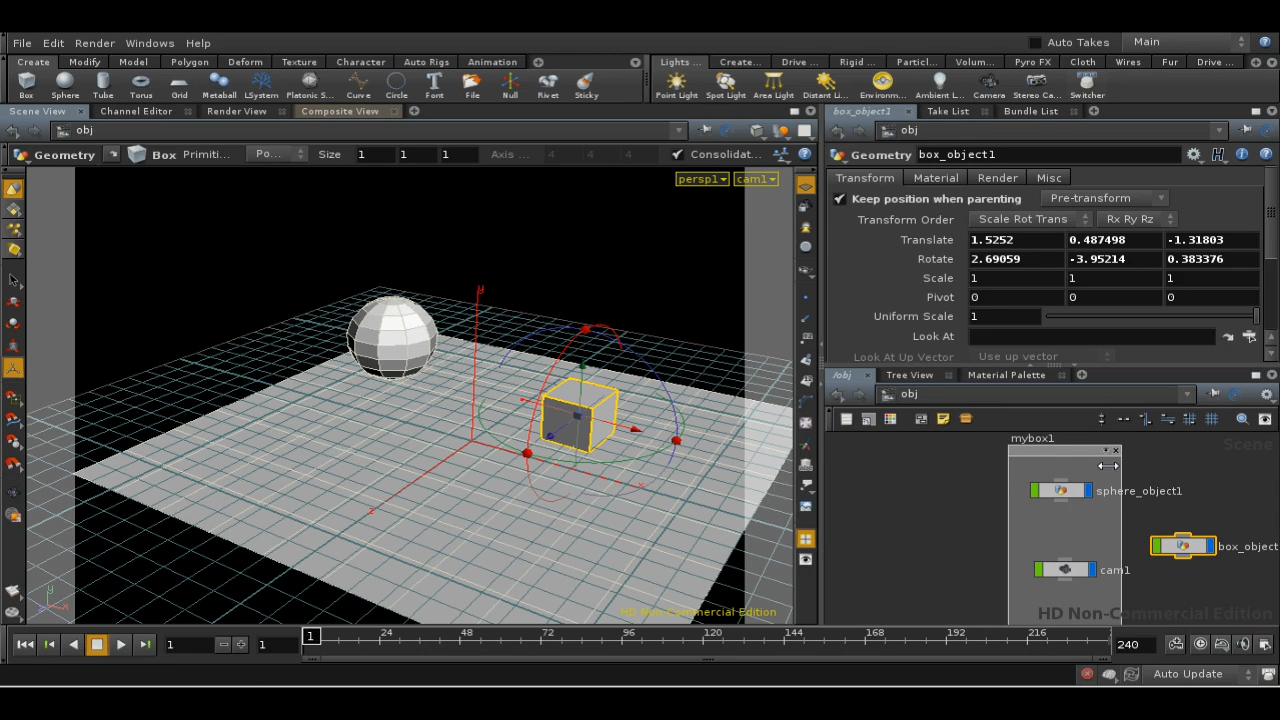 File Edit Render Windows Help Auto Takes Main
Create Modify Model Polygon Deform Texture Character Auto Rigs Animation Lights ... Create... Drive ... Rigid ... Particl... Volum... Pyro FX Cloth Wires Fur Drive ...
Box Sphere Tube Torus Grid Metaball LSystem Platonic S... Curve Circle Font File Null Rivet Sticky Point Light Spot Light Area Light Distant Li... Environm... Ambient L... Camera Stereo Ca... Switcher
Scene View Channel Editor Render View Composite View box_object1 Take List Bundle List
obj obj
Geometry Box Primiti... Po... Size 1 1 1 Axis ... 4 4 4 Consolidat... Geometry box_object1
persp1 cam1
Transform Material Render Misc
Keep position when parenting Pre-transform
Transform Order Scale Rot Trans Rx Ry Rz
Translate 1.5252 0.487498 -1.31803
Rotate 2.69059 -3.95214 0.383376
Scale 1 1 1
Pivot 0 0 0
Uniform Scale 1
Look At
Look At Up Vector Use up vector
/obj Tree View Material Palette
obj
mybox1
Scene
sphere_object1
box_object
cam1
y
x
z
y
x
z
HD Non-Commercial Edition
HD Non-Commercial Edition
1 1 1 24 48 72 96 120 144 168 192 216 240
Auto Update